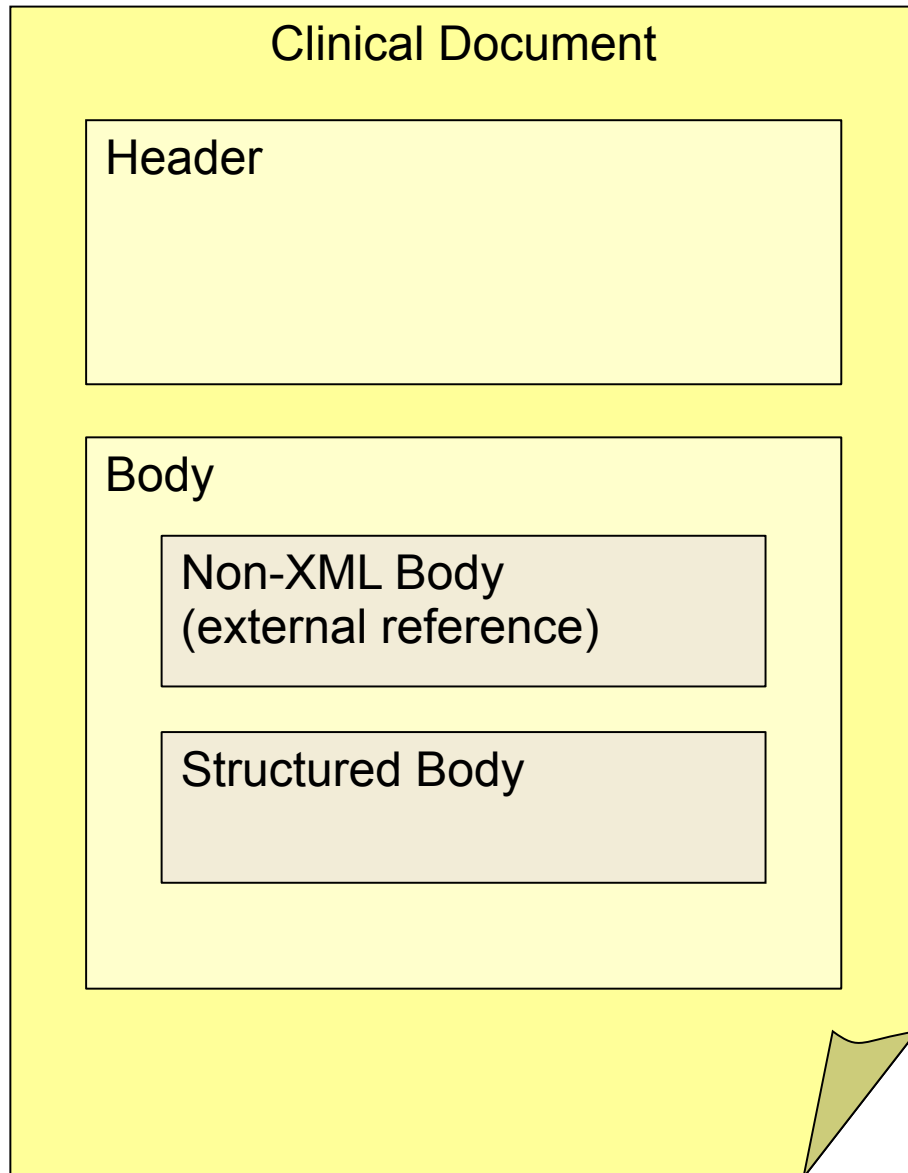 Clinical Document
Header
Body
Non-XML Body
(external reference)
Structured Body